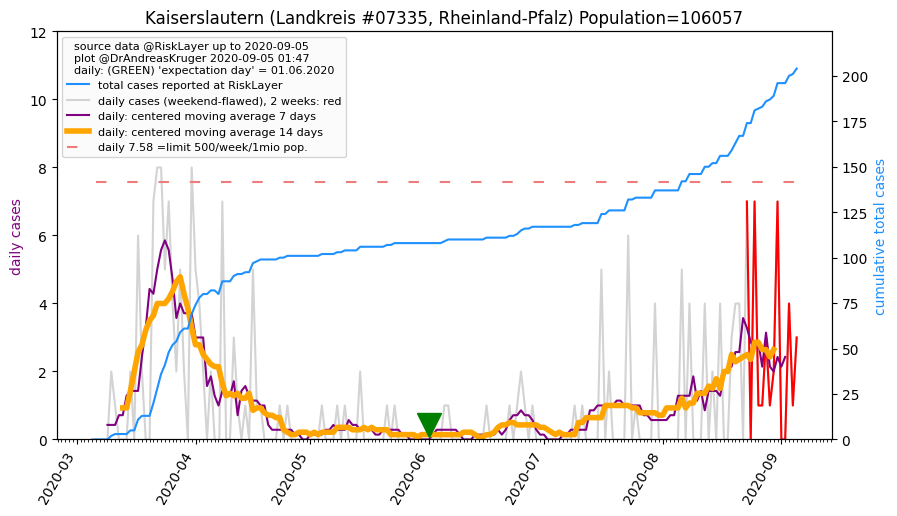 Kaiserslautern (Landkreis #07335, Rheinland-Pfalz) Population=106057
source data @RiskLayer up to 2020-09-05
plot @DrAndreasKruger 2020-09-05 01:47
daily: (GREEN) 'expectation day' = 01.06.2020
total cases reported at RiskLayer
daily cases (weekend-flawed), 2 weeks: red
daily: centered moving average 7 days
daily: centered moving average 14 days
daily 7.58 =limit 500/week/1mio pop.
daily cases
12
10
8
6
4
2
0
cumulative total cases
200
175
150
125
100
75
50
25
0
2020-03
2020-04
2020-05
2020-06
2020-07
2020-08
2020-09